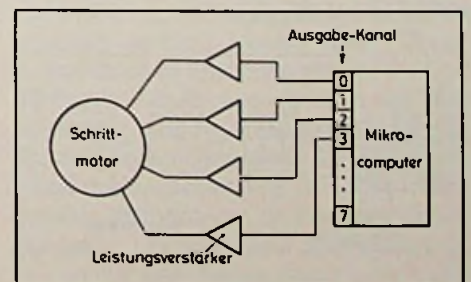 Ausgabe-Kanal
0
1
2
3
7
Schritt-
motor
Mikro-
computer
Leistungsverstärker